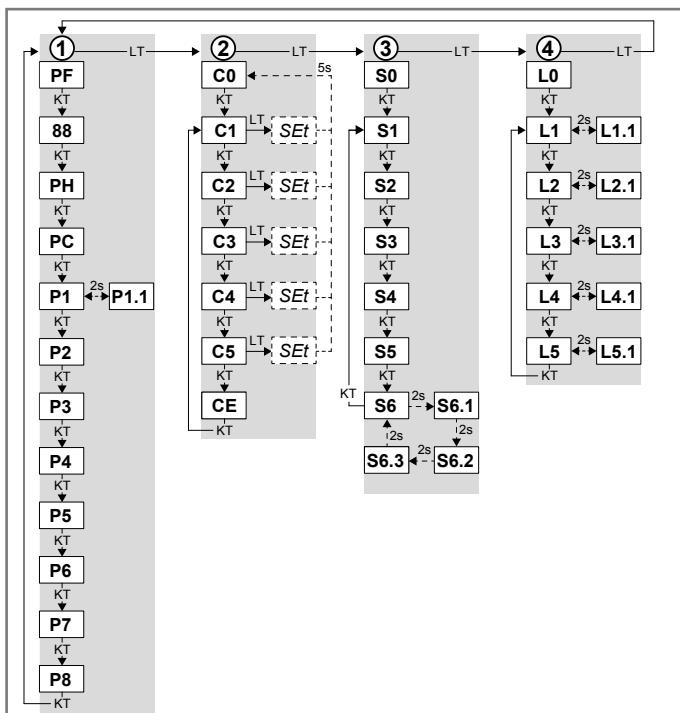 1 LT 2 LT 3 LT 4 LT
PF C0 5s S0 L0
KT KT KT KT
88 C1 LT SEt S1 L1 2s L1.1
KT KT KT KT
PH C2 LT SEt S2 L2 2s L2.1
KT KT KT KT
PC C3 LT SEt S3 L3 2s L3.1
KT KT KT KT
P1 2s P1.1 C4 LT SEt S4 L4 2s L4.1
KT KT KT KT
P2 C5 LT SEt S5 L5 2s L5.1
KT KT KT KT
P3 CE KT S6 2s S6.1
KT KT 2s 2s
P4 S6.3 2s S6.2
KT
P5
KT
P6
KT
P7
KT
P8
KT